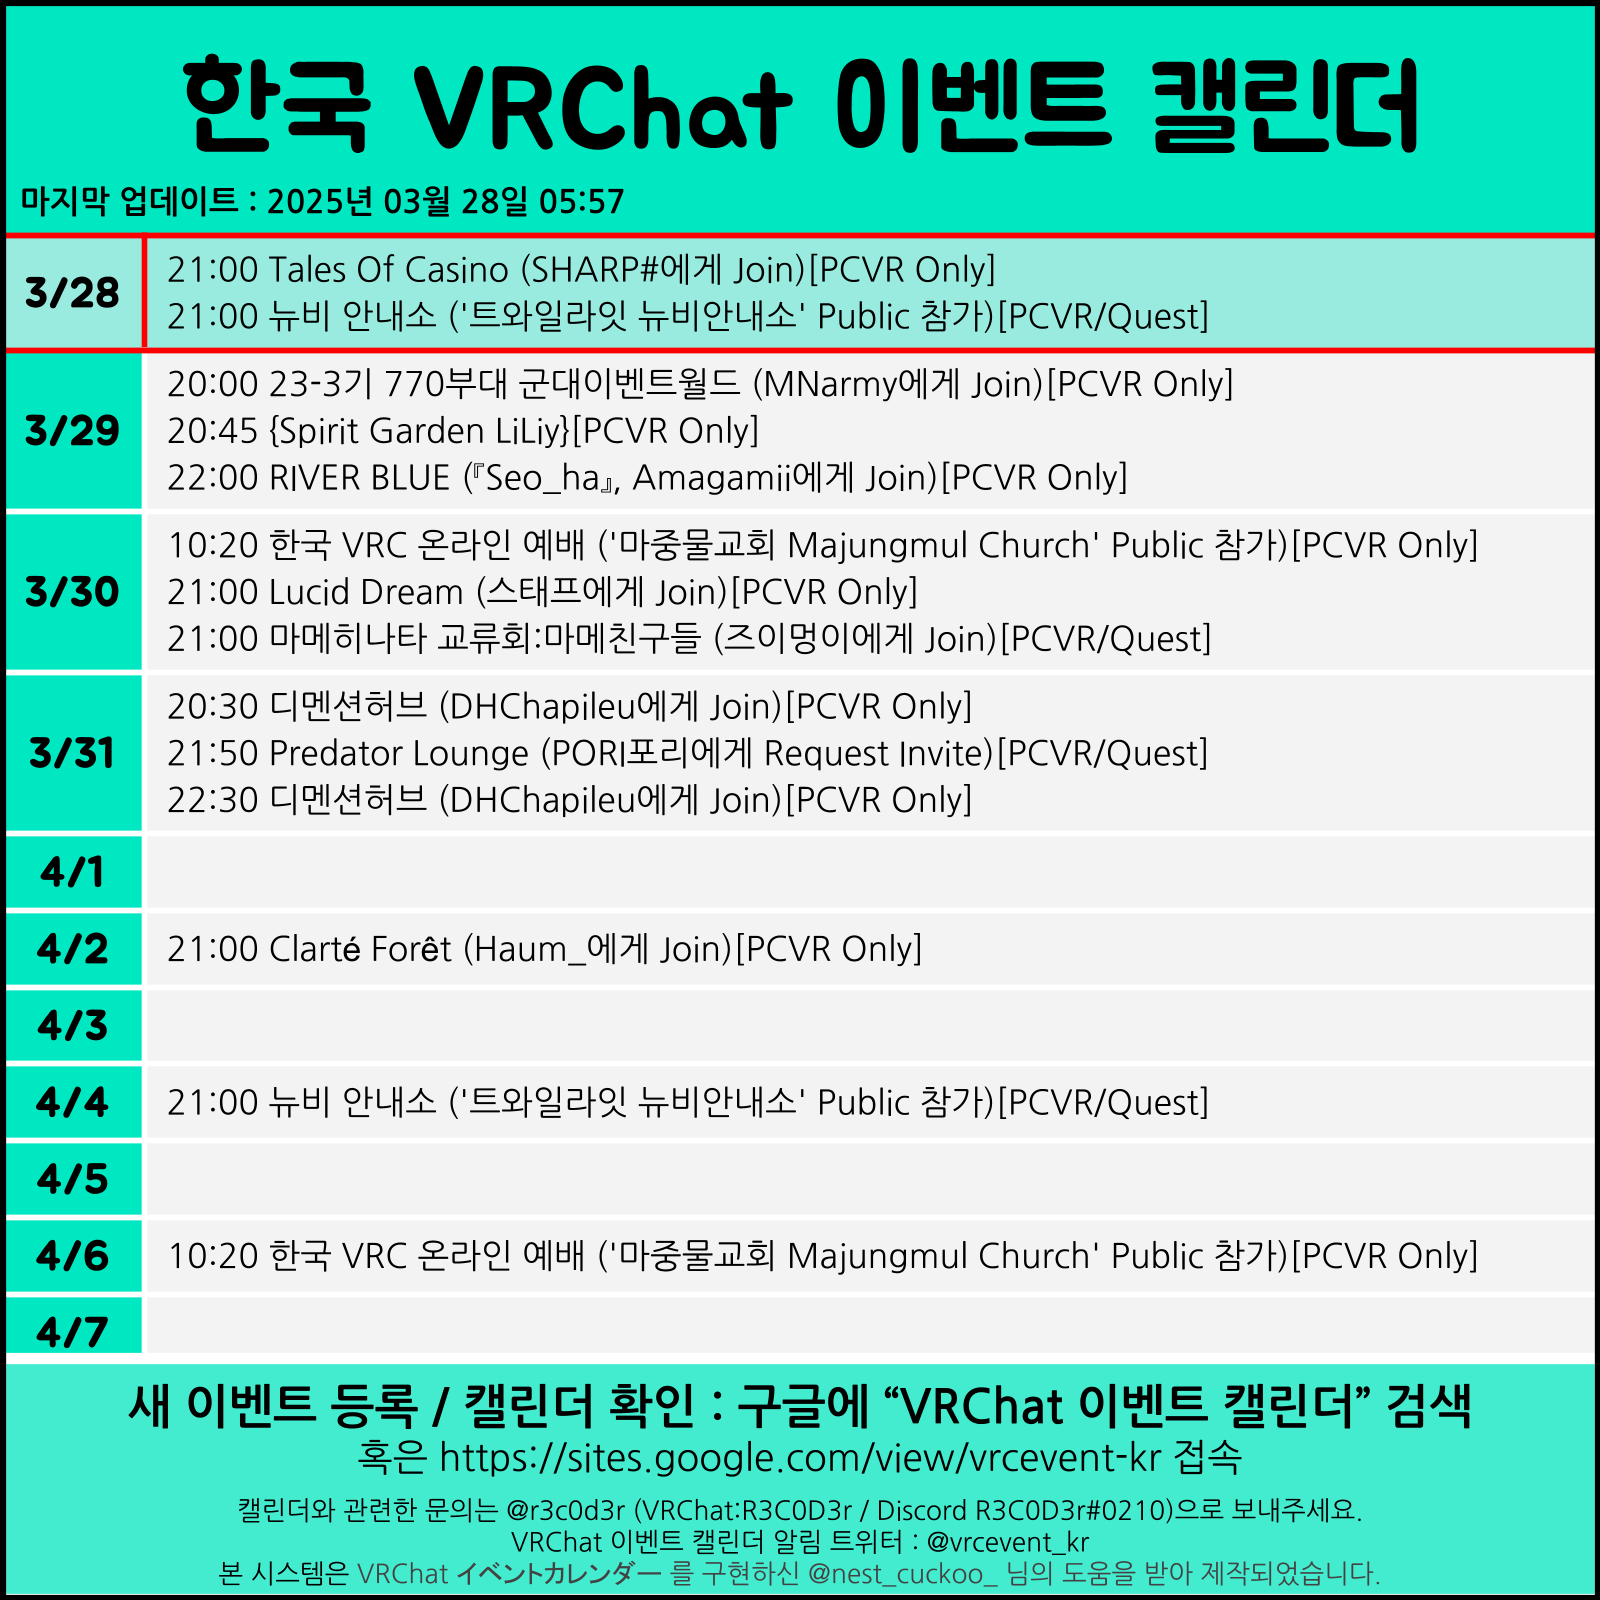 한국 VRChat 이벤트 캘린더
마지막 업데이트 : 2025년 03월 28일 05:57
3/28
21:00 Tales Of Casino (SHARP#에게 Join)[PCVR Only]
21:00 뉴비 안내소 ('트와일라잇 뉴비안내소' Public 참가)[PCVR/Quest]
3/29
20:00 23-3기 770부대 군대이벤트월드 (MNarmy에게 Join)[PCVR Only]
20:45 {Spirit Garden LiLiy}[PCVR Only]
22:00 RIVER BLUE (『Seo_ha』, Amagamii에게 Join)[PCVR Only]
3/30
10:20 한국 VRC 온라인 예배 ('마중물교회 Majungmul Church' Public 참가)[PCVR Only]
21:00 Lucid Dream (스태프에게 Join)[PCVR Only]
21:00 마메히나타 교류회:마메친구들 (즈이멍이에게 Join)[PCVR/Quest]
3/31
20:30 디멘션허브 (DHChapileu에게 Join)[PCVR Only]
21:50 Predator Lounge (PORI포리에게 Request Invite)[PCVR/Quest]
22:30 디멘션허브 (DHChapileu에게 Join)[PCVR Only]
4/1
4/2
21:00 Clarté Forêt (Haum_에게 Join)[PCVR Only]
4/3
4/4
21:00 뉴비 안내소 ('트와일라잇 뉴비안내소' Public 참가)[PCVR/Quest]
4/5
4/6
10:20 한국 VRC 온라인 예배 ('마중물교회 Majungmul Church' Public 참가)[PCVR Only]
4/7
새 이벤트 등록 / 캘린더 확인 : 구글에 “VRChat 이벤트 캘린더” 검색
혹은 https://sites.google.com/view/vrcevent-kr 접속
캘린더와 관련한 문의는 @r3c0d3r (VRChat:R3C0D3r / Discord R3C0D3r#0210)으로 보내주세요.
VRChat 이벤트 캘린더 알림 트위터 : @vrcevent_kr
본 시스템은 VRChat イベントカレンダー 를 구현하신 @nest_cuckoo_ 님의 도움을 받아 제작되었습니다.